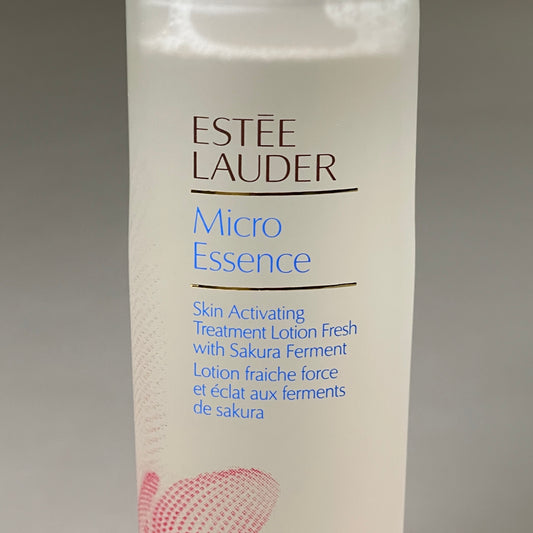 ESTĒE
LAUDER
Micro
Essence
Skin Activating
Treatment Lotion Fresh
with Sakura Ferment
Lotion fraiche force
et éclat aux ferments
de sakura